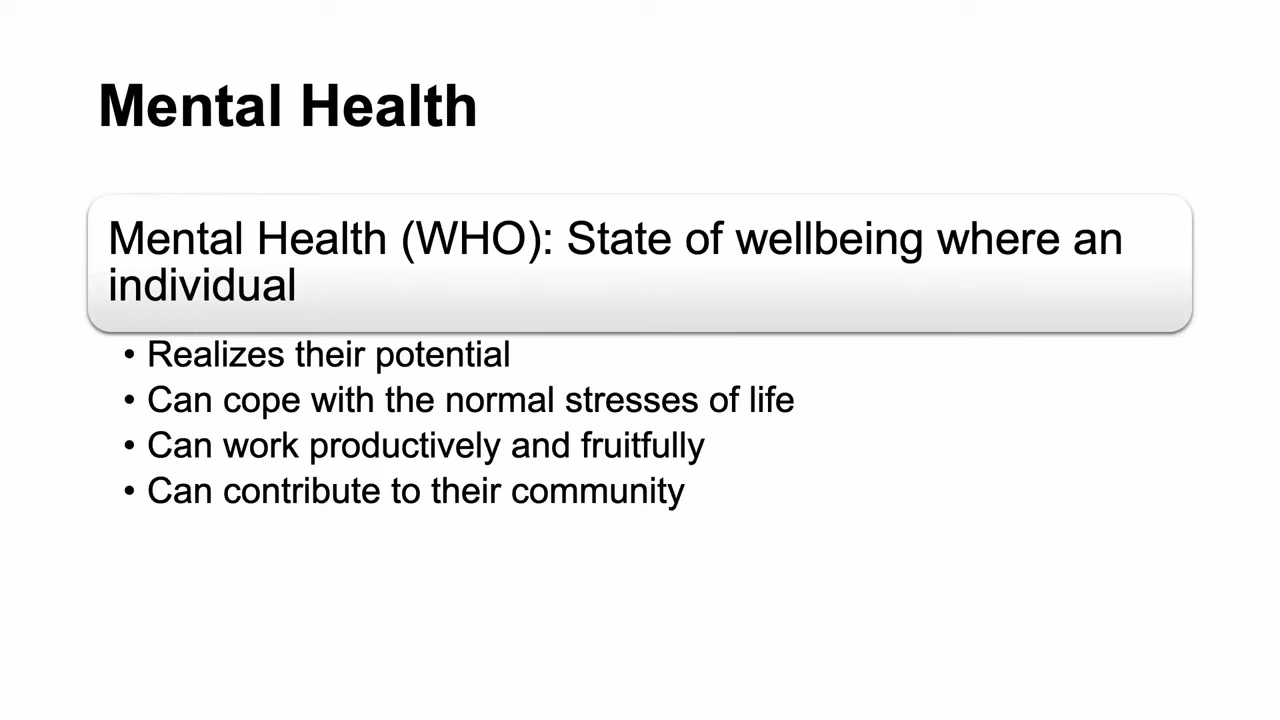 Mental Health
Mental Health (WHO): State of wellbeing where an
individual
• Realizes their potential
• Can cope with the normal stresses of life
• Can work productively and fruitfully
• Can contribute to their community